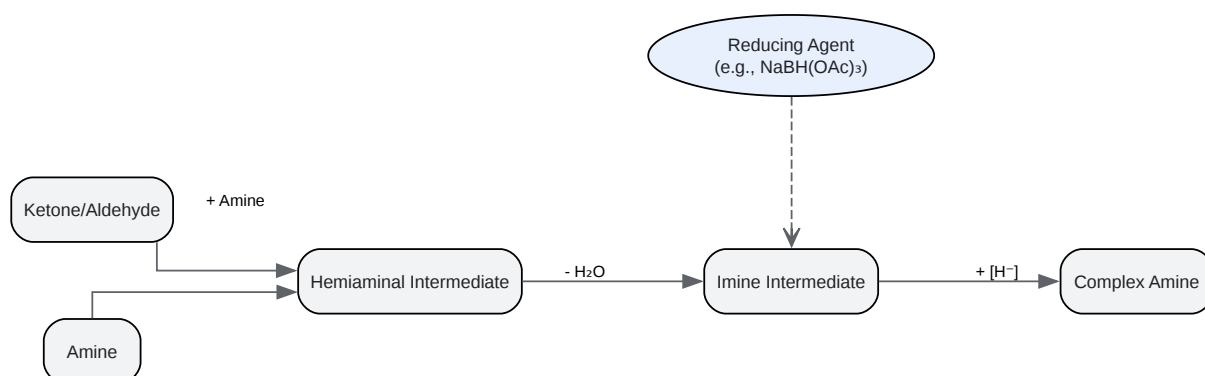 Reducing Agent
(e.g., NaBH(OAc)₃)
Ketone/Aldehyde
+ Amine
Hemiaminal Intermediate
- H₂O
Imine Intermediate
+ [H⁻]
Complex Amine
Amine